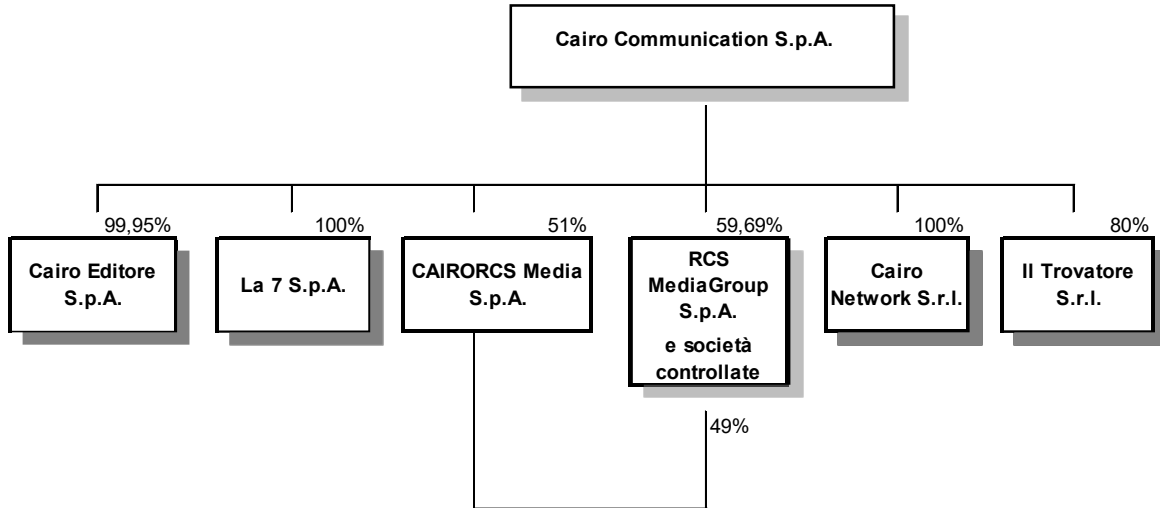 Cairo Communication S.p.A.
99,95%
100%
51%
59,69%
100%
80%
Cairo Editore
S.p.A.
La 7 S.p.A.
CAIRORCS Media
S.p.A.
RCS
MediaGroup
S.p.A.
e società
controllate
Cairo
Network S.r.l.
Il Trovatore
S.r.l.
49%